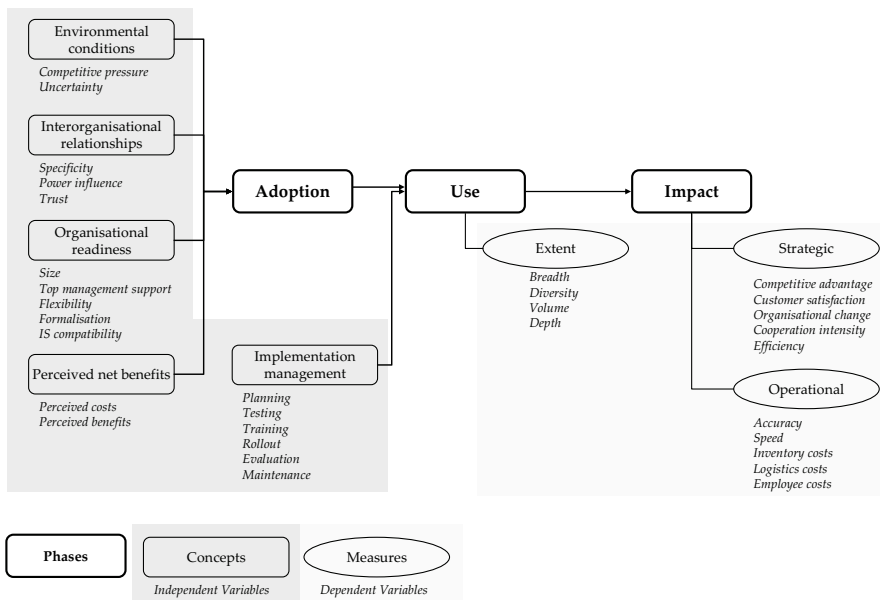 Environmental
conditions
Competitive pressure
Uncertainty
Interorganisational
relationships
Specificity
Power influence
Trust
Organisational
readiness
Size
Top management support
Flexibility
Formalisation
IS compatibility
Perceived net benefits
Perceived costs
Perceived benefits
Adoption
Implementation
management
Planning
Testing
Training
Rollout
Evaluation
Maintenance
Use
Extent
Breadth
Diversity
Volume
Depth
Impact
Strategic
Competitive advantage
Customer satisfaction
Organisational change
Cooperation intensity
Efficiency
Operational
Accuracy
Speed
Inventory costs
Logistics costs
Employee costs
Phases
Concepts
Independent Variables
Measures
Dependent Variables